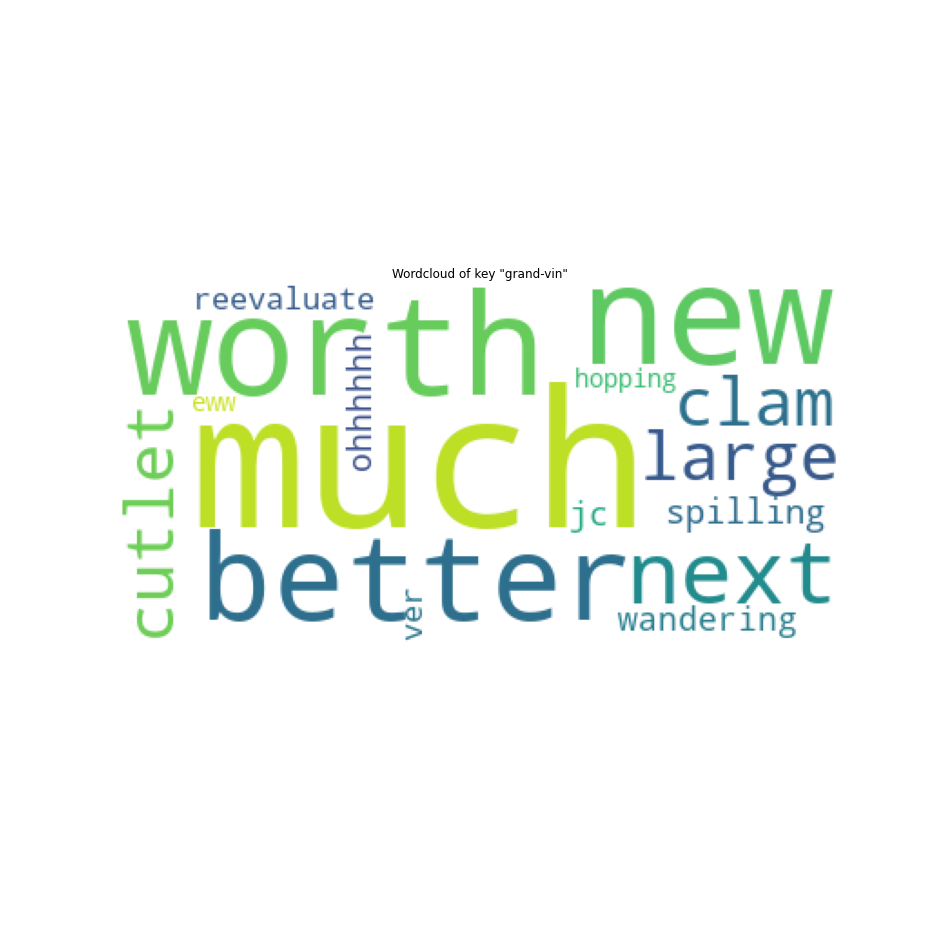 Wordcloud of key "grand-vin"
reevaluate
worth
new
ohhhhhh
hopping
eww
clam
cutlet
much
large
jc
spilling
better
next
ver
wandering